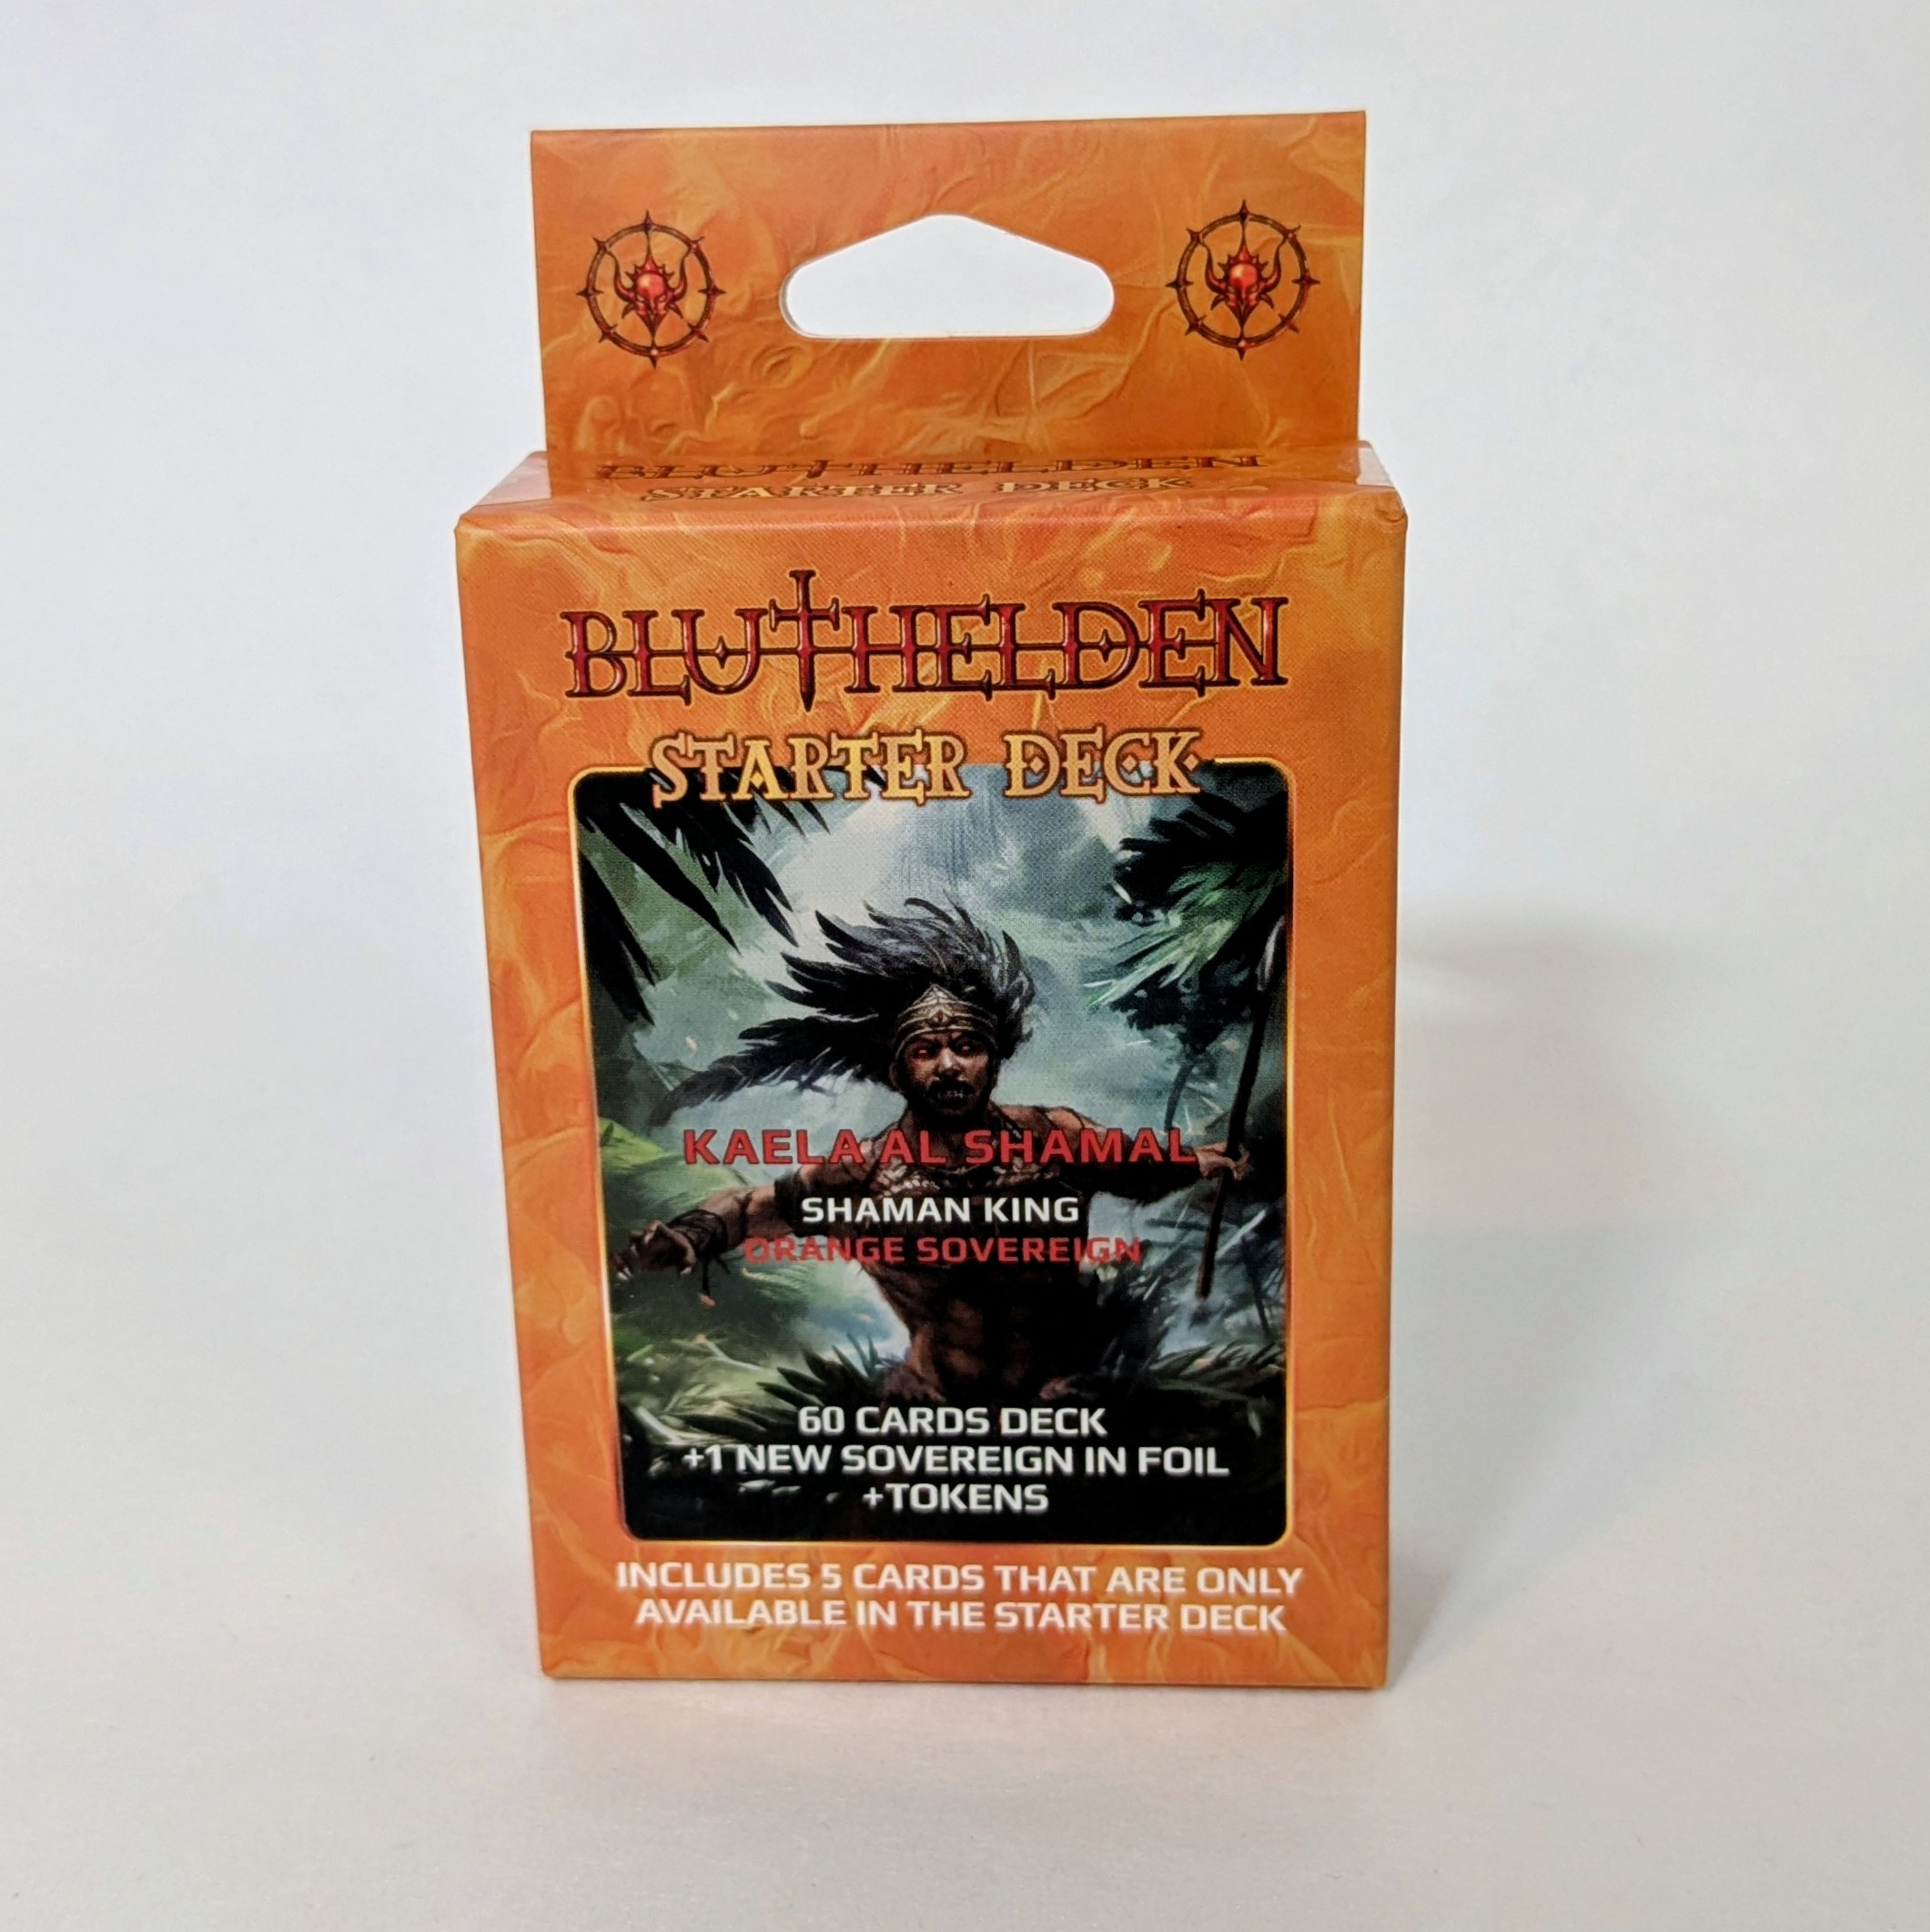 BLUTHELDEN
STARTER DECK
BLUTHELDEN
STARTER DECK
KAELA AL SHAMAL
SHAMAN KING
ORANGE SOVEREIGN
60 CARDS DECK
+1 NEW SOVEREIGN IN FOIL
+TOKENS
INCLUDES 5 CARDS THAT ARE ONLY
AVAILABLE IN THE STARTER DECK